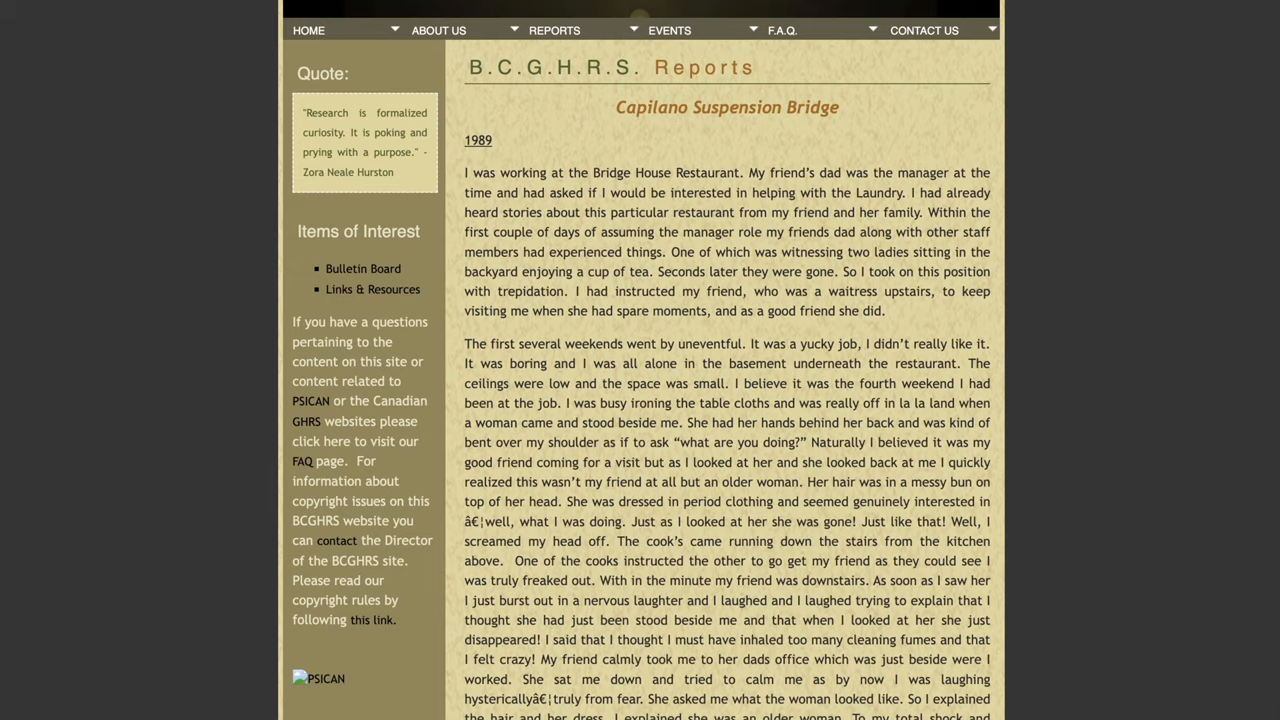 HOME ABOUT US REPORTS EVENTS F.A.Q. CONTACT US
Quote:
"Research is formalized
curiosity. It is poking and
prying with a purpose." -
Zora Neale Hurston
Items of Interest
Bulletin Board
Links & Resources
If you have a questions
pertaining to the
content on this site or
content related to
PSICAN or the Canadian
GHRS websites please
click here to visit our
FAQ page. For
information about
copyright issues on this
BCGHRS website you
can contact the Director
of the BCGHRS site.
Please read our
copyright rules by
following this link.
PSICAN
B.C.G.H.R.S. Reports
Capilano Suspension Bridge
1989
I was working at the Bridge House Restaurant. My friend’s dad was the manager at the
time and had asked if I would be interested in helping with the Laundry. I had already
heard stories about this particular restaurant from my friend and her family. Within the
first couple of days of assuming the manager role my friends dad along with other staff
members had experienced things. One of which was witnessing two ladies sitting in the
backyard enjoying a cup of tea. Seconds later they were gone. So I took on this position
with trepidation. I had instructed my friend, who was a waitress upstairs, to keep
visiting me when she had spare moments, and as a good friend she did.
The first several weekends went by uneventful. It was a yucky job, I didn’t really like it.
It was boring and I was all alone in the basement underneath the restaurant. The
ceilings were low and the space was small. I believe it was the fourth weekend I had
been at the job. I was busy ironing the table cloths and was really off in la la land when
a woman came and stood beside me. She had her hands behind her back and was kind of
bent over my shoulder as if to ask “what are you doing?” Naturally I believed it was my
good friend coming for a visit but as I looked at her and she looked back at me I quickly
realized this wasn’t my friend at all but an older woman. Her hair was in a messy bun on
top of her head. She was dressed in period clothing and seemed genuinely interested in
â€¦well, what I was doing. Just as I looked at her she was gone! Just like that! Well, I
screamed my head off. The cook’s came running down the stairs from the kitchen
above. One of the cooks instructed the other to go get my friend as they could see I
was truly freaked out. With in the minute my friend was downstairs. As soon as I saw her
I just burst out in a nervous laughter and I laughed and I laughed trying to explain that I
thought she had just been stood beside me and that when I looked at her she just
disappeared! I said that I thought I must have inhaled too many cleaning fumes and that
I felt crazy! My friend calmly took me to her dads office which was just beside were I
worked. She sat me down and tried to calm me as by now I was laughing
hystericallyâ€¦truly from fear. She asked me what the woman looked like. So I explained
the hair and her dress. I explained she was an older woman. To my total shock and